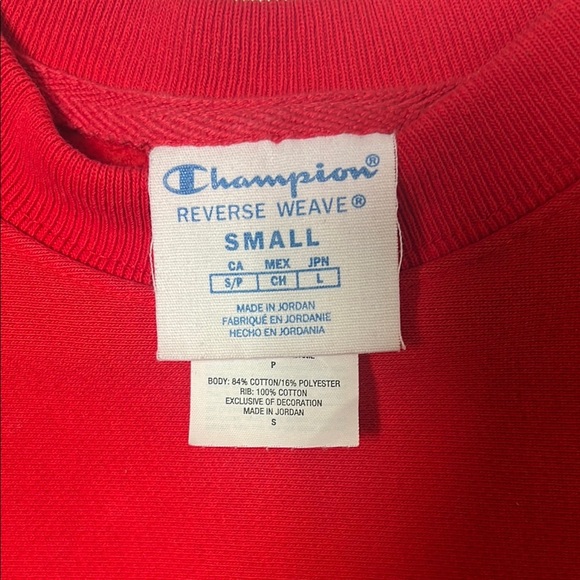 Champion®
REVERSE WEAVE®
SMALL
CA MEX JPN
S/P CH L
MADE IN JORDAN
FABRIQUÉ EN JORDANIE
HECHO EN JORDANIA
P
BODY: 84% COTTON/16% POLYESTER
RIB: 100% COTTON
EXCLUSIVE OF DECORATION
MADE IN JORDAN
S